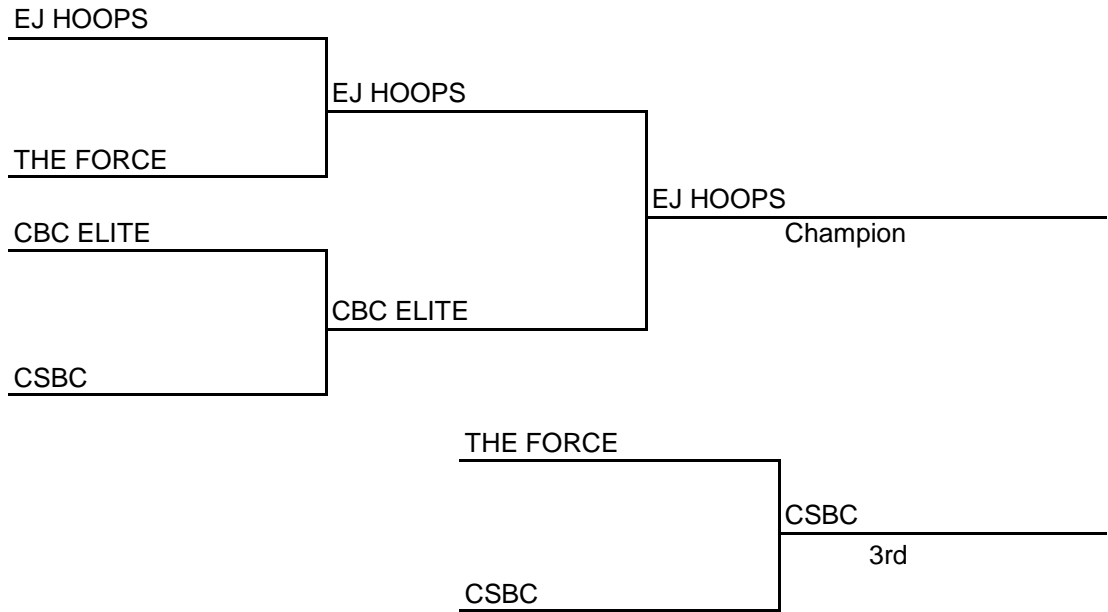 EJ HOOPS
EJ HOOPS
THE FORCE
EJ HOOPS
Champion
CBC ELITE
CBC ELITE
CSBC
THE FORCE
CSBC
3rd
CSBC